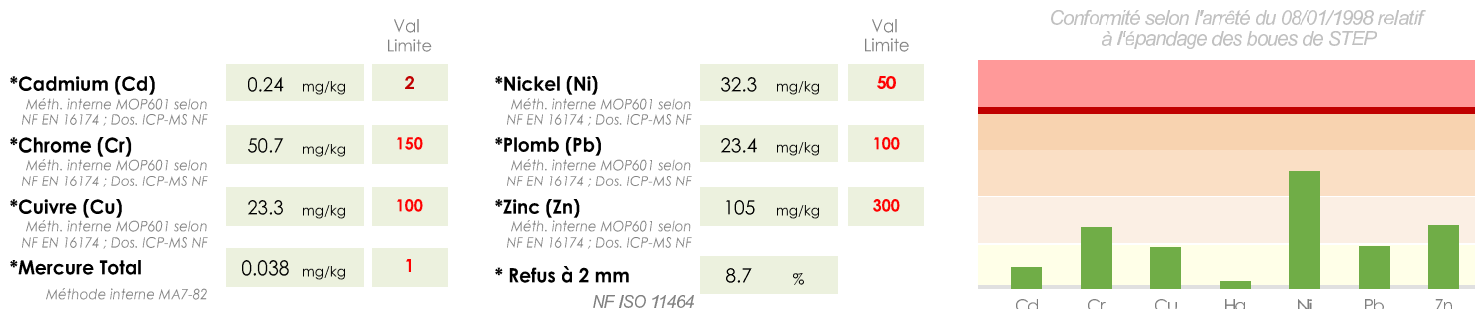 Val
Limite
*Cadmium (Cd) 0.24 mg/kg 2
Méth. interne MOP601 selon
NF EN 16174 ; Dos. ICP-MS NF
*Chrome (Cr) 50.7 mg/kg 150
Méth. interne MOP601 selon
NF EN 16174 ; Dos. ICP-MS NF
*Cuivre (Cu) 23.3 mg/kg 100
Méth. interne MOP601 selon
NF EN 16174 ; Dos. ICP-MS NF
*Mercure Total 0.038 mg/kg 1
Méthode interne MA7-82
Val
Limite
*Nickel (Ni) 32.3 mg/kg 50
Méth. interne MOP601 selon
NF EN 16174 ; Dos. ICP-MS NF
*Plomb (Pb) 23.4 mg/kg 100
Méth. interne MOP601 selon
NF EN 16174 ; Dos. ICP-MS NF
*Zinc (Zn) 105 mg/kg 300
Méth. interne MOP601 selon
NF EN 16174 ; Dos. ICP-MS NF
* Refus à 2 mm 8.7 %
NF ISO 11464
Conformité selon l'arrêté du 08/01/1998 relatif
à l'épandage des boues de STEP
Cd Cr Cu Hg Ni Pb Zn